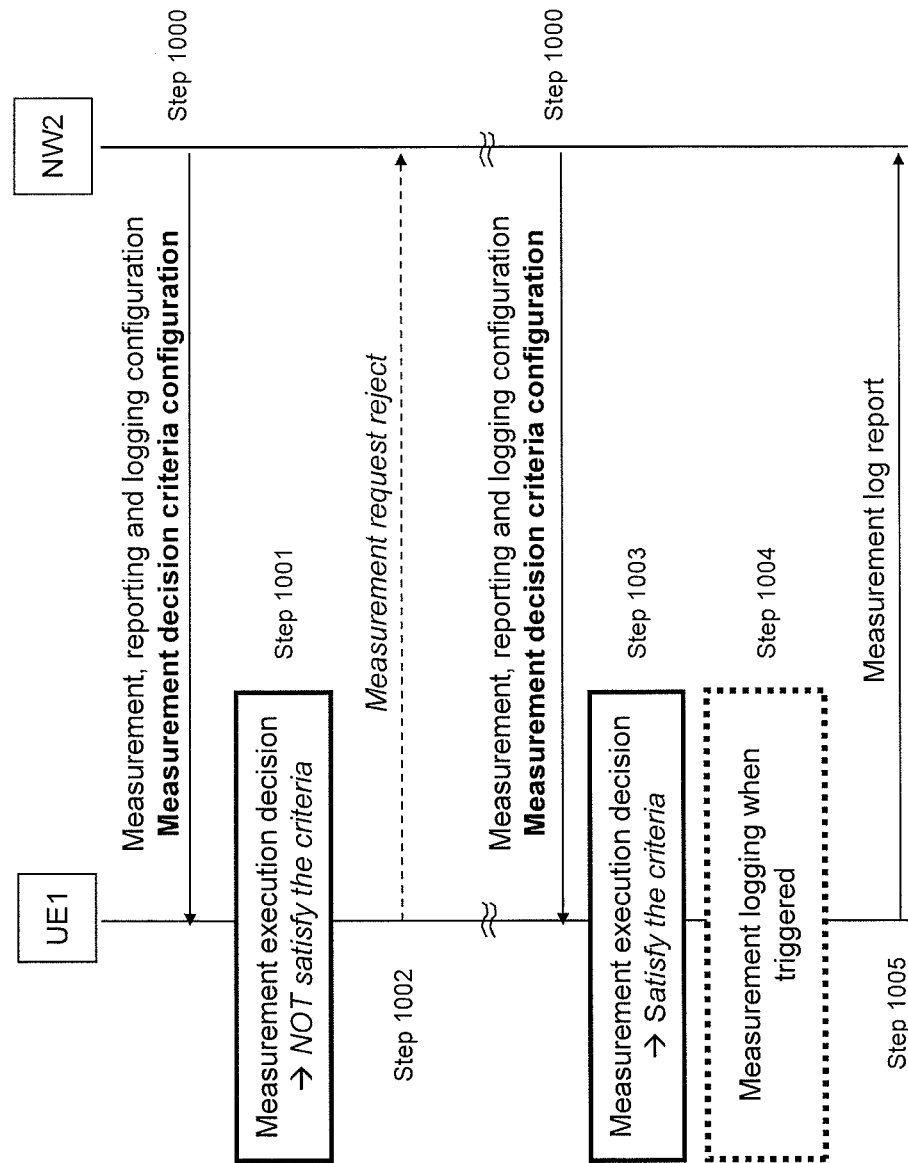 UE1
NW2
Measurement, reporting and logging configuration
Measurement decision criteria configuration
Step 1000
Measurement execution decision
→ NOT satisfy the criteria
Step 1001
Measurement request reject
Step 1002
Measurement, reporting and logging configuration
Measurement decision criteria configuration
Step 1000
Measurement execution decision
→ Satisfy the criteria
Step 1003
Measurement logging when
triggered
Step 1004
Measurement log report
Step 1005